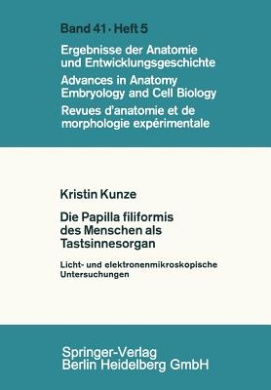 Band 41 · Heft 5
Ergebnisse der Anatomie
und Entwicklungsgeschichte
Advances in Anatomy
Embryology and Cell Biology
Revues d'anatomie et de
morphologie expérimentale
Kristin Kunze
Die Papilla filiformis
des Menschen als
Tastsinnesorgan
Licht- und elektronenmikroskopische
Untersuchungen
Springer-Verlag
Berlin Heidelberg GmbH